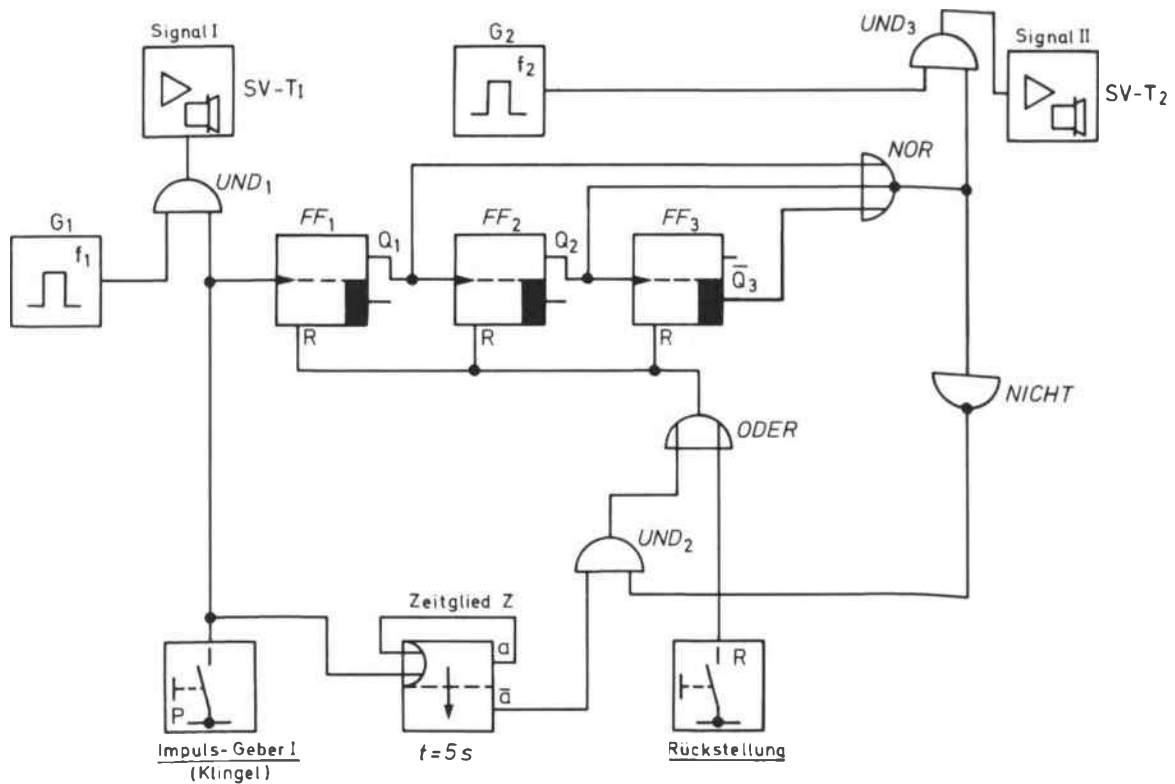 Signal I
SV-T1
G2
f2
UND3
Signal II
SV-T2
NOR
UND1
G1
f1
FF1
Q1
R
FF2
Q2
R
FF3
Q̅3
R
NICHT
ODER
UND2
Zeitglied Z
a
a̅
t=5s
P
Impuls-Geber I
(Klingel)
R
Rückstellung